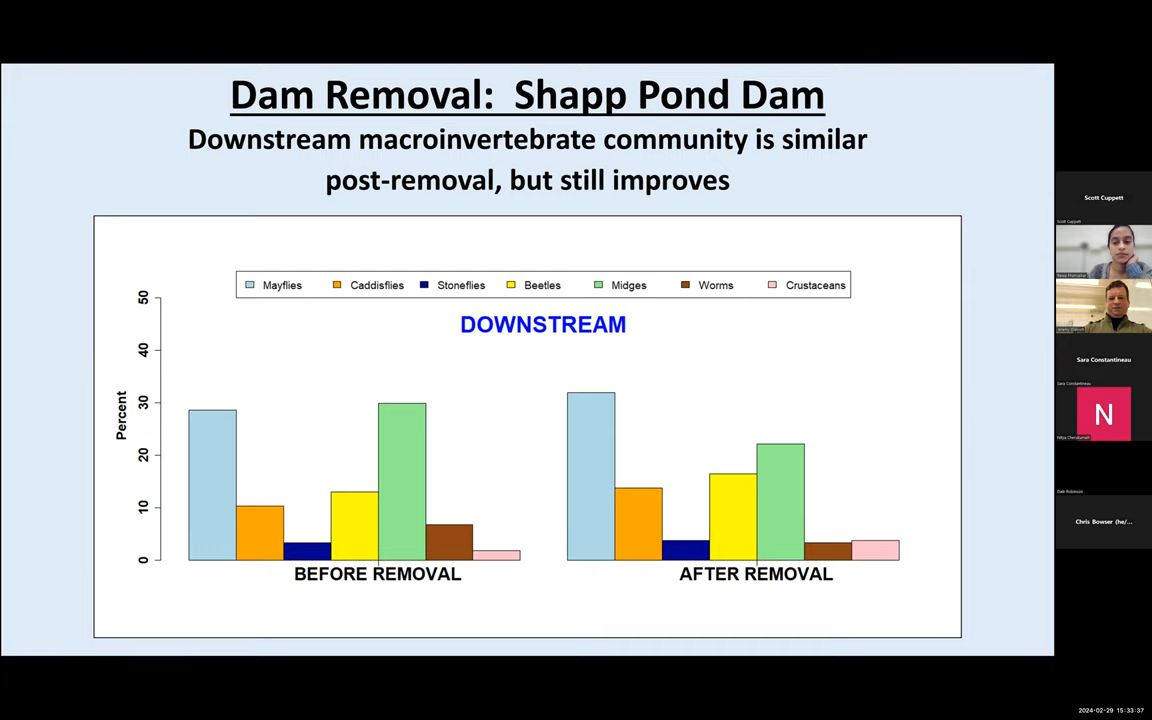 Dam Removal: Shapp Pond Dam
Downstream macroinvertebrate community is similar
post-removal, but still improves
Mayflies Caddisflies Stoneflies Beetles Midges Worms Crustaceans
DOWNSTREAM
Percent
50
40
30
20
10
0
BEFORE REMOVAL AFTER REMOVAL
Scott Cuppett
Scott Cuppett
Sara Constantineau
Sara Constantineau
N
Dale Robinson
Chris Bowser (he/...
2024-02-29 15:33:37